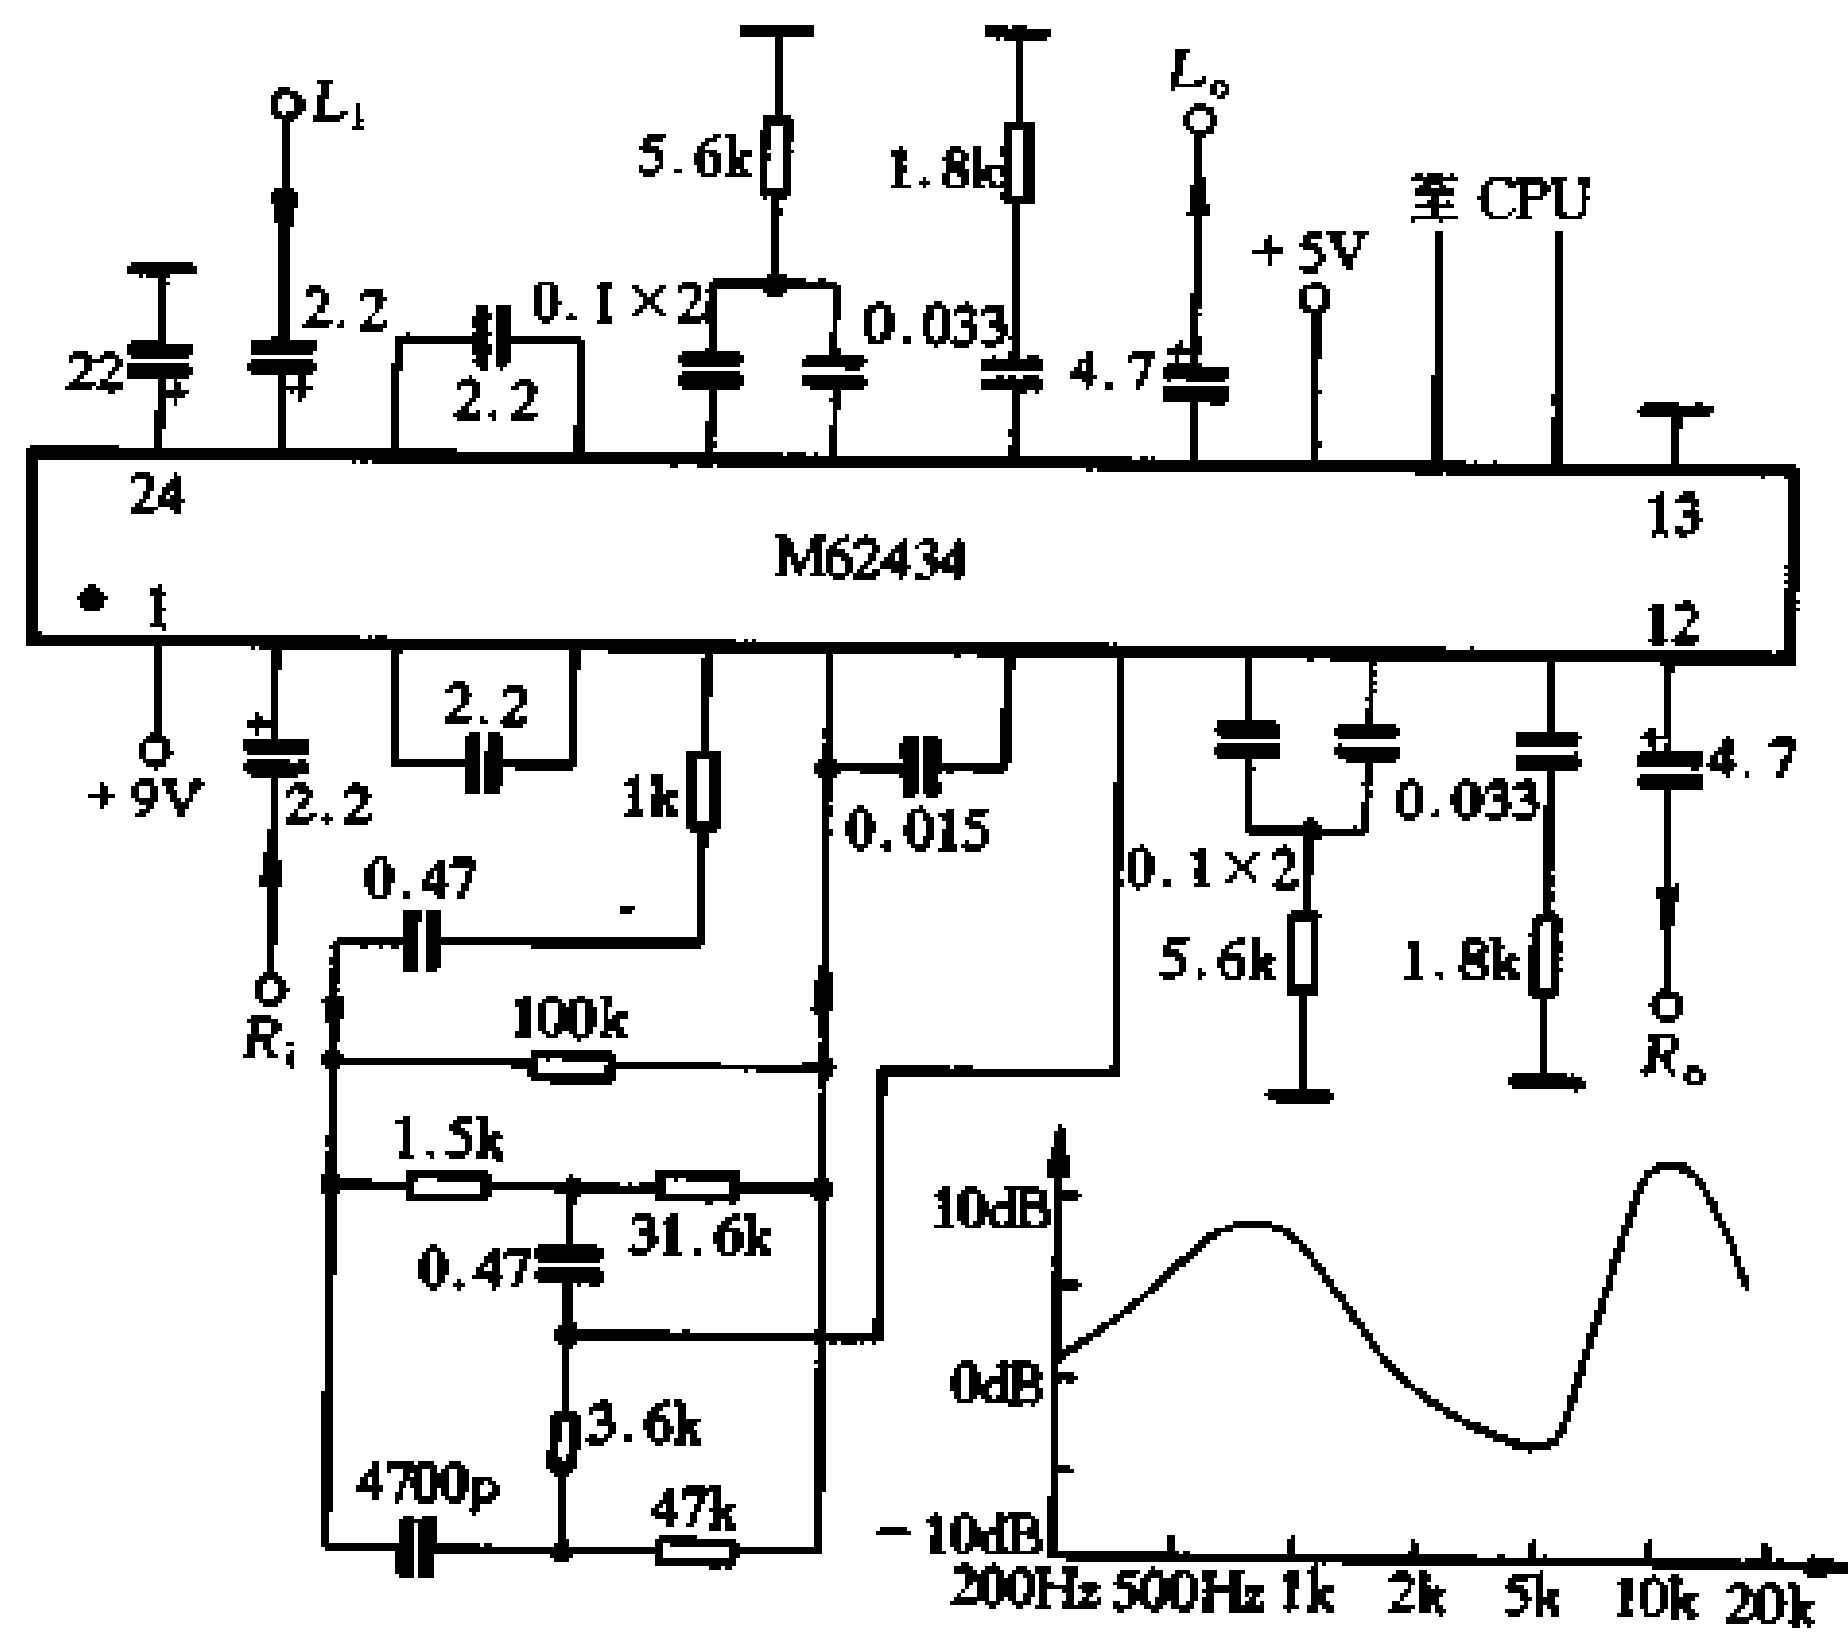 L₁
Lₒ
5.6k
1.8k
至 CPU
+5V
2.2
0.1×2
0.033
22
2.2
4.7
24
13
M62434
1
12
+9V
2.2
2.2
1k
0.015
0.033
4.7
0.47
0.1×2
5.6k
1.8k
Rᵢ
100k
Rₒ
1.5k
31.6k
0.47
10dB
0dB
3.6k
4700p
47k
-10dB
200Hz 500Hz 1k 2k 5k 10k 20k